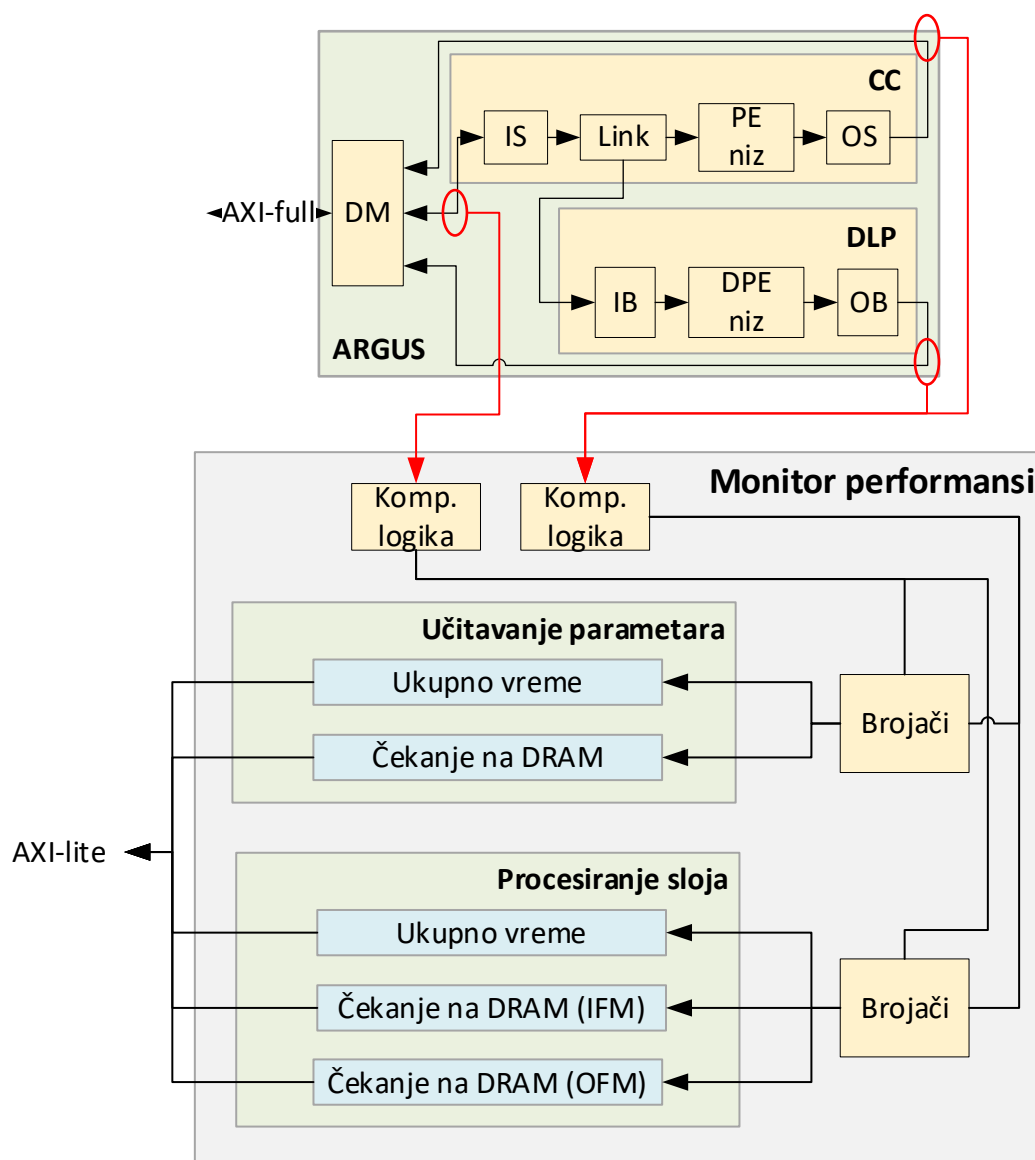 CC
IS
Link
PE
niz
OS
AXI-full
DM
DLP
IB
DPE
niz
OB
ARGUS
Monitor performansi
Komp.
logika
Komp.
logika
Učitavanje parametara
Ukupno vreme
Čekanje na DRAM
Brojači
AXI-lite
Procesiranje sloja
Ukupno vreme
Čekanje na DRAM (IFM)
Čekanje na DRAM (OFM)
Brojači